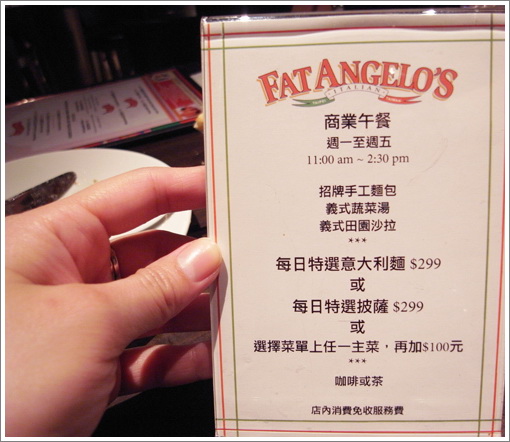 FAT ANGELO'S
ITALIAN
商業午餐
週一至週五
11:00 am ~ 2:30 pm
招牌手工麵包
義式蔬菜湯
義式田園沙拉
***
每日特選意大利麵 $299
或
每日特選披薩 $299
或
選擇菜單上任一主菜，再加$100元
***
咖啡或茶
店內消費免收服務費